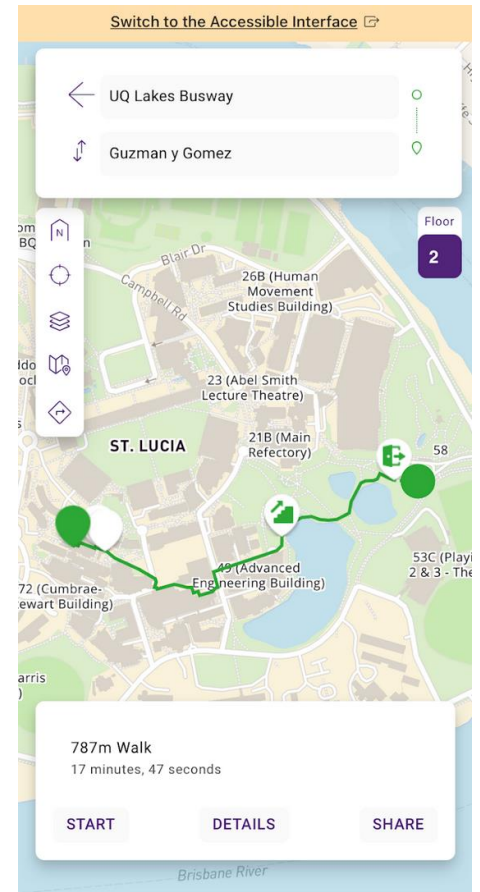 Switch to the Accessible Interface
UQ Lakes Busway
Guzman y Gomez
Floor
2
N
BQ
Blair Dr
Campbell Rd
26B (Human
Movement
Studies Building)
23 (Abel Smith
Lecture Theatre)
ST. LUCIA
21B (Main
Refectory)
58
49 (Advanced
Engineering Building)
53C (Playi
2 & 3 - The
72 (Cumbrae-
ewart Building)
arris
)
787m Walk
17 minutes, 47 seconds
START
DETAILS
SHARE
Brisbane River